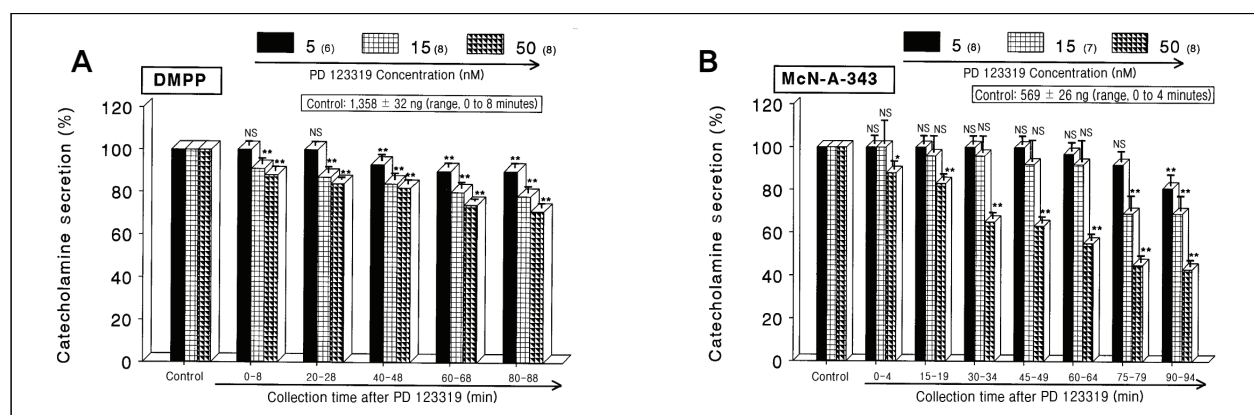 A
DMPP
5 (6) 15 (8) 50 (8)
PD 123319 Concentration (nM)
Control: 1,358 ± 32 ng (range, 0 to 8 minutes)
Catecholamine secretion (%)
120
100
80
60
40
20
0
NS ** **
NS ** **
** ** **
** ** **
** ** **
Control 0-8 20-28 40-48 60-68 80-88
Collection time after PD 123319 (min)
B
McN-A-343
5 (8) 15 (7) 50 (8)
PD 123319 Concentration (nM)
Control: 569 ± 26 ng (range, 0 to 4 minutes)
Catecholamine secretion (%)
120
100
80
60
40
20
0
NS NS *
NS NS **
NS NS **
NS NS **
NS NS **
NS ** **
** ** **
Control 0-4 15-19 30-34 45-49 60-64 75-79 90-94
Collection time after PD 123319 (min)